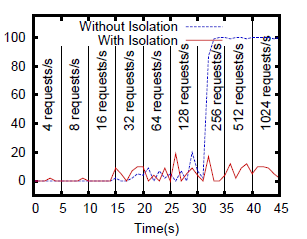 Without Isolation
With Isolation
100
80
60
40
20
0
4 requests/s
8 requests/s
16 requests/s
32 requests/s
64 requests/s
128 requests/s
256 requests/s
512 requests/s
1024 requests/s
0 5 10 15 20 25 30 35 40 45
Time(s)